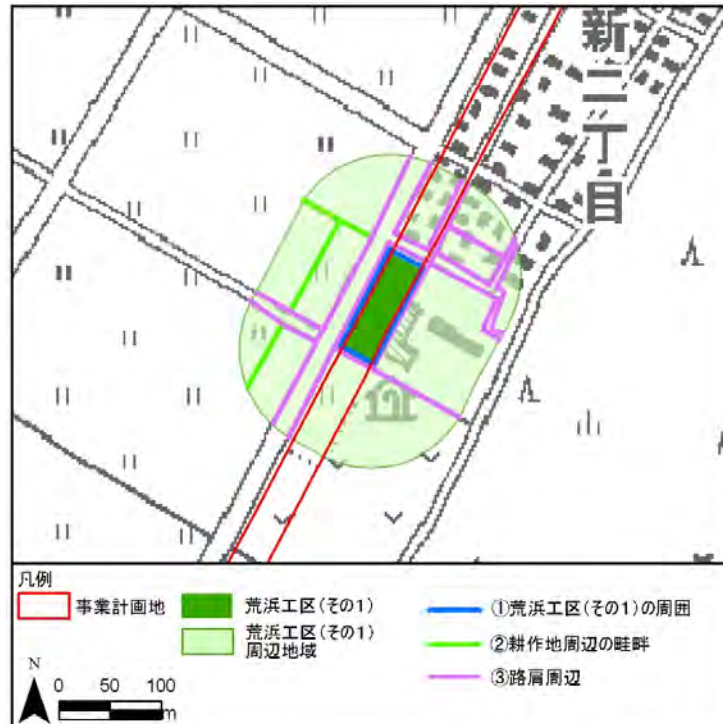 新二丁目
凡例
事業計画地
荒浜工区(その1)
荒浜工区(その1)
周辺地域
①荒浜工区(その1)の周囲
②耕作地周辺の畦畔
③路肩周辺
N
0 50 100
m